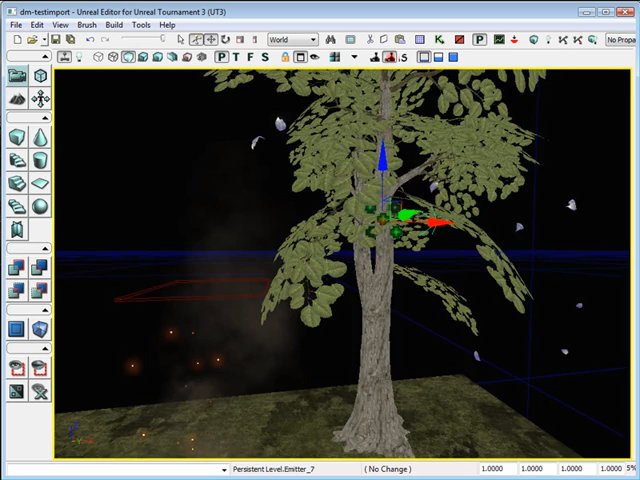 dm-testimport - Unreal Editor for Unreal Tournament 3 (UT3)
File Edit View Brush Build Tools Help
World
K P No Propa
P T F S .S
Persistent Level.Emitter_7 ( No Change ) 1.0000 1.0000 1.0000 1.0000 5%